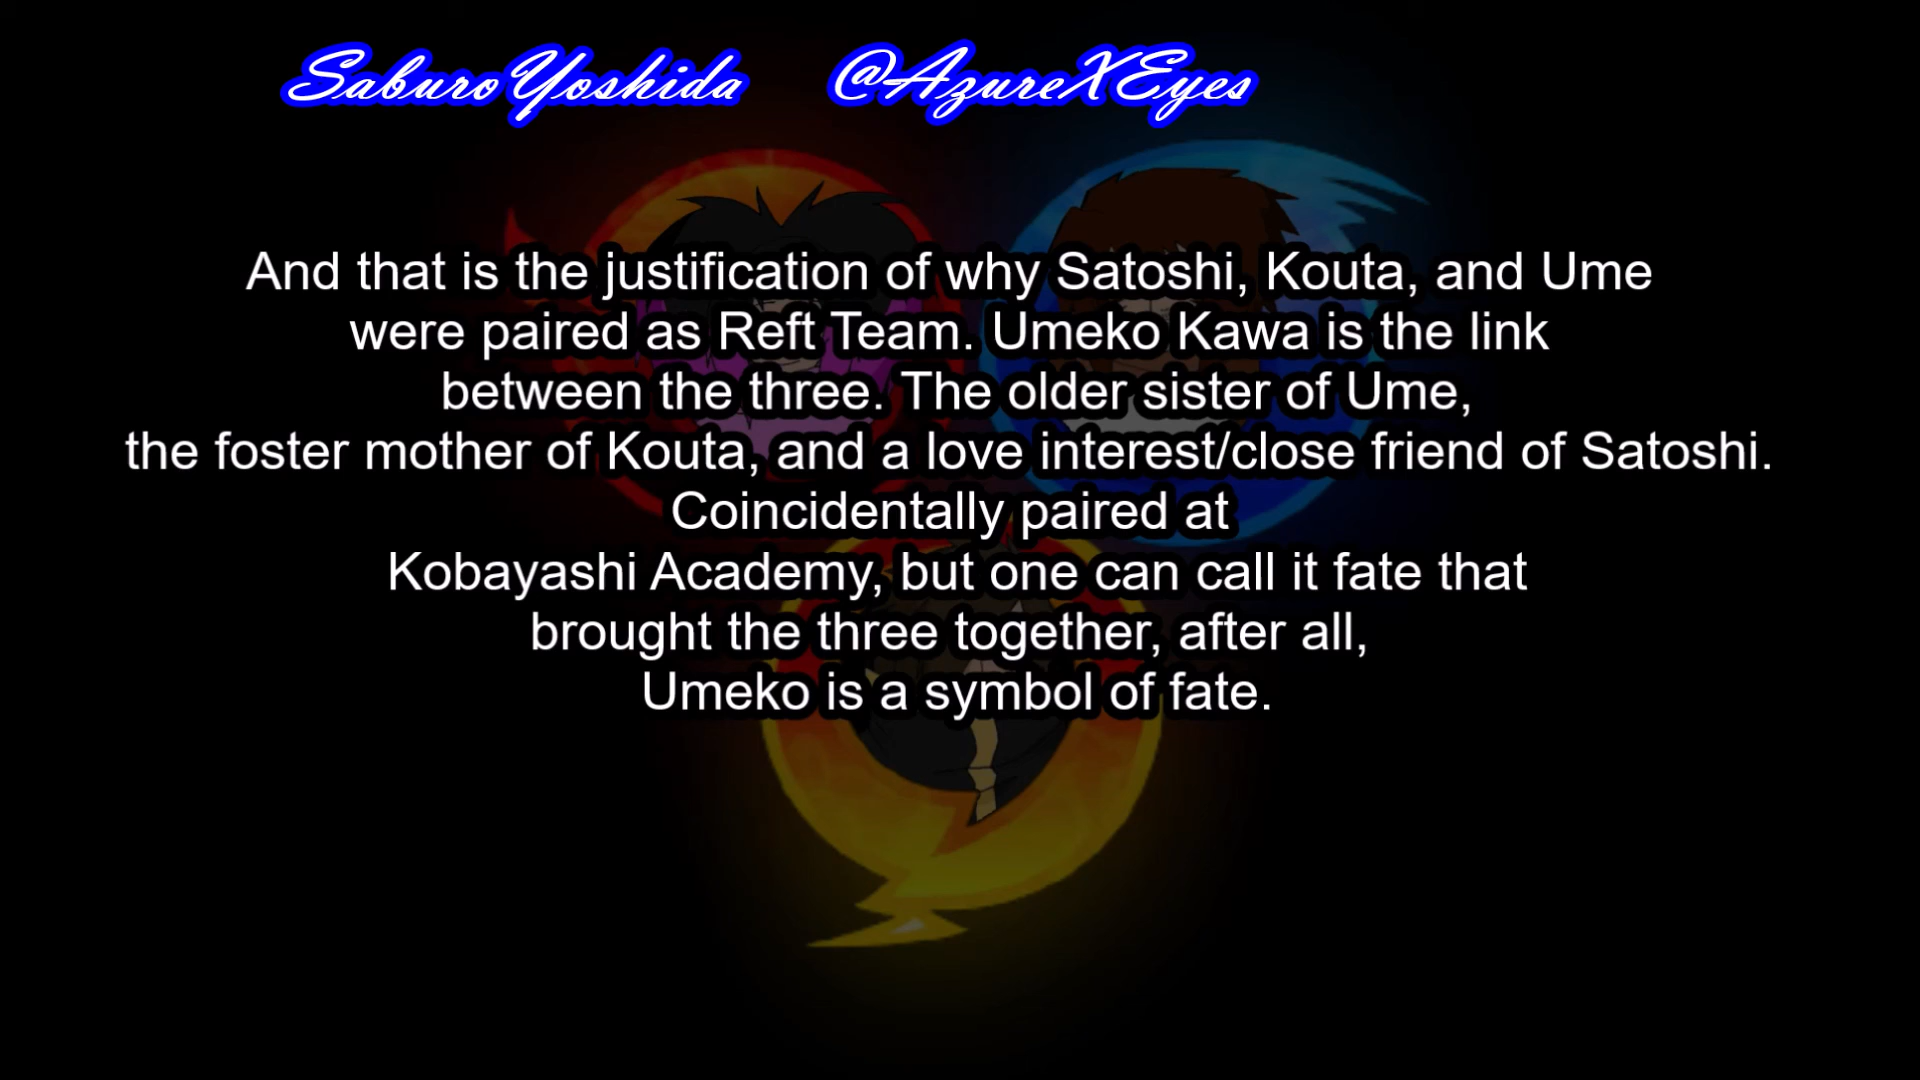 SaburoYoshida @AzureXEyes
And that is the justification of why Satoshi, Kouta, and Ume
were paired as Reft Team. Umeko Kawa is the link
between the three. The older sister of Ume,
the foster mother of Kouta, and a love interest/close friend of Satoshi.
Coincidentally paired at
Kobayashi Academy, but one can call it fate that
brought the three together, after all,
Umeko is a symbol of fate.